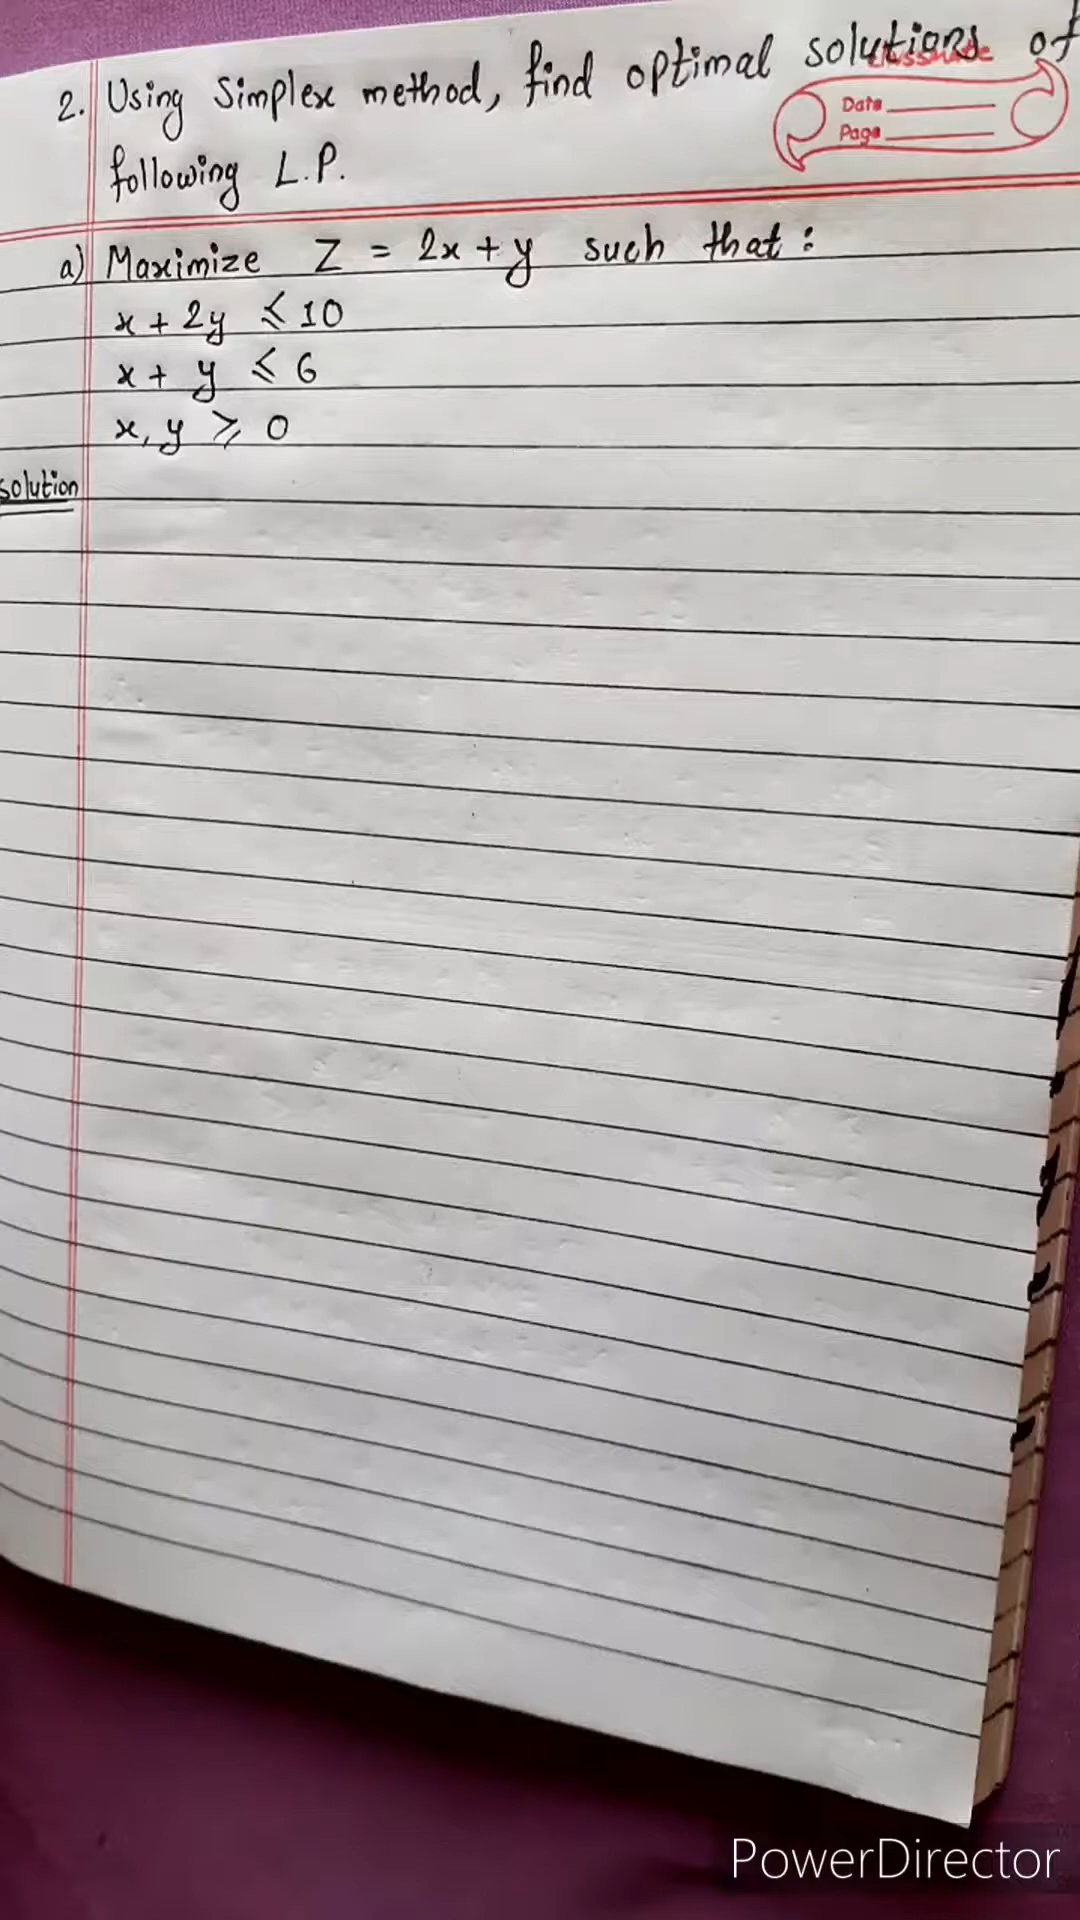 classmate
Date
Page
2. Using Simplex method, find optimal solutions of
following L.P.
a) Maximize Z = 2x + y such that :
x + 2y ⩽ 10
x + y ⩽ 6
x, y ⩾ 0
solution
PowerDirector